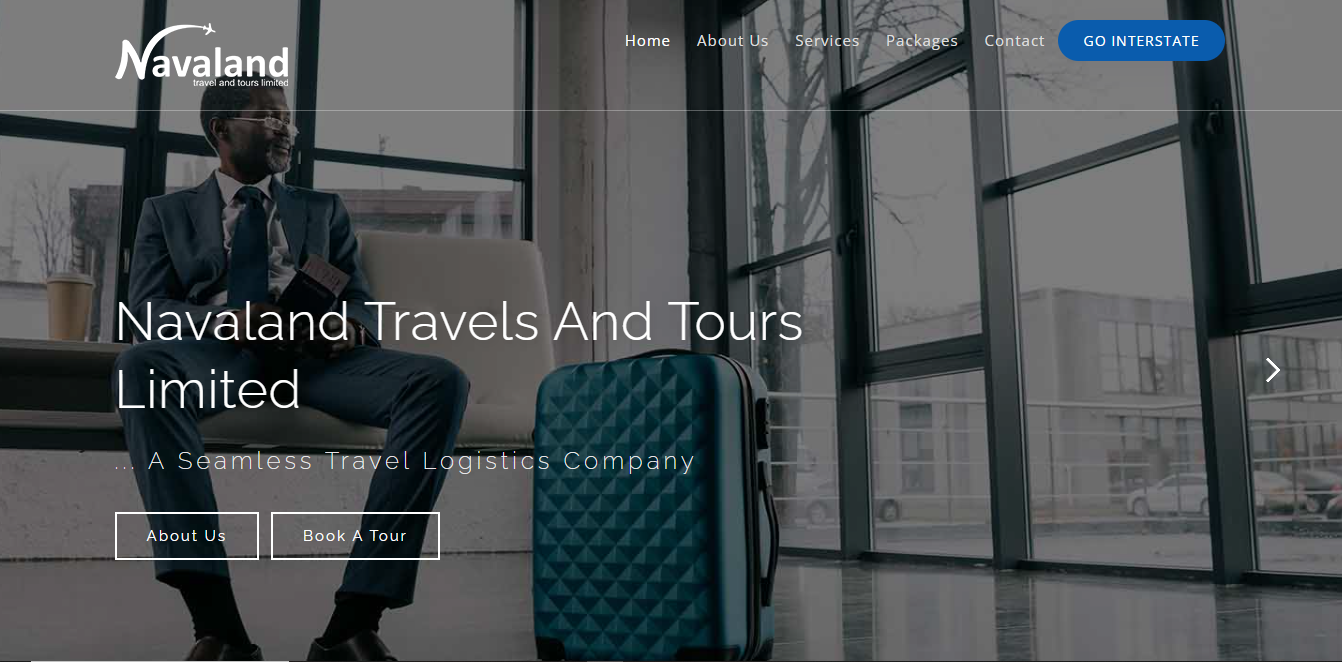 Navaland
travel and tours limited
Home About Us Services Packages Contact GO INTERSTATE
Navaland Travels And Tours
Limited
... A Seamless Travel Logistics Company
About Us Book A Tour